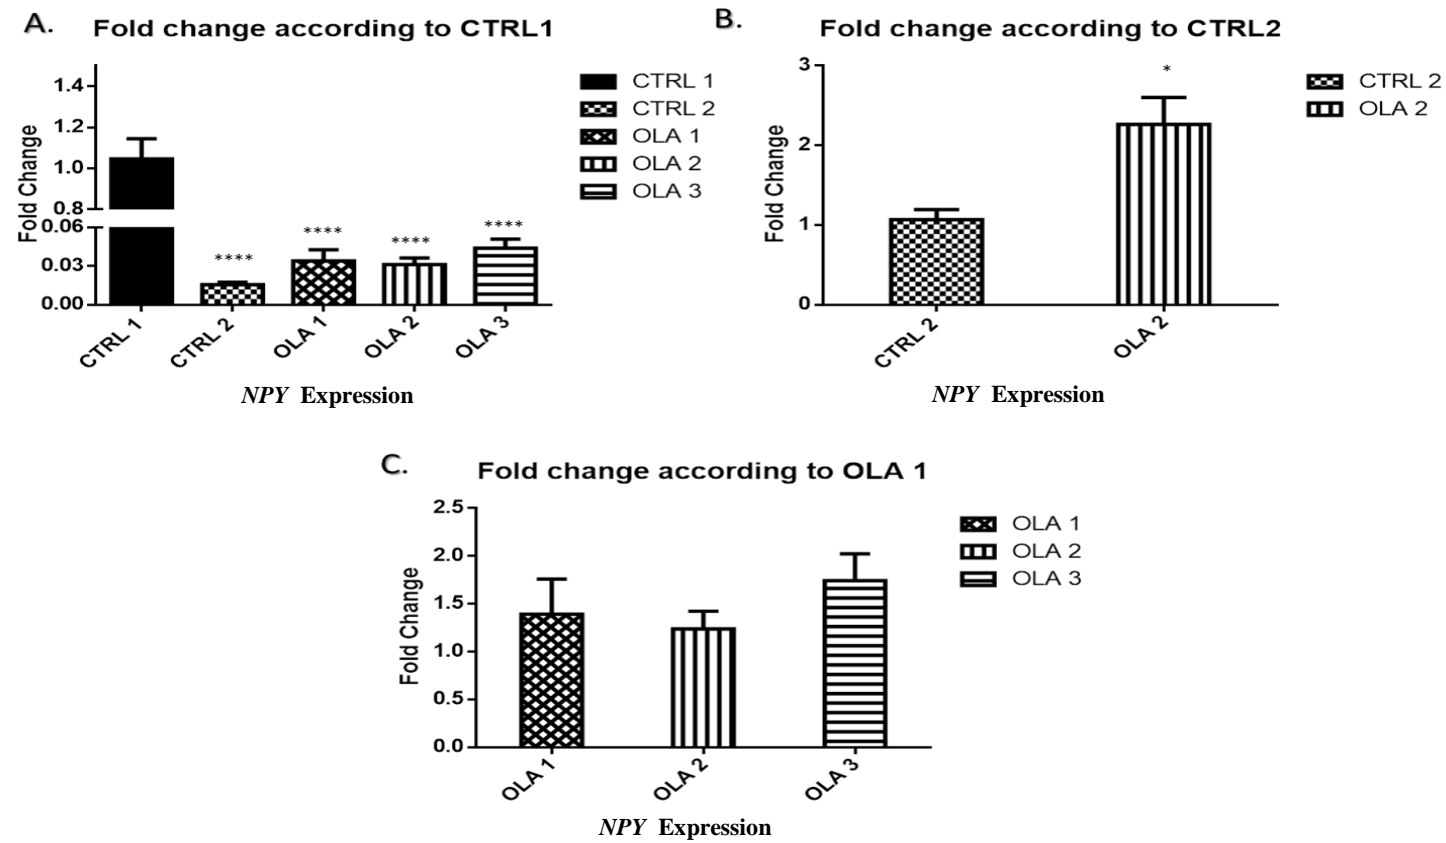 A.
Fold change according to CTRL1
Fold Change
1.4
1.2
1.0
0.8
0.06
0.03
0.00
****
****
****
****
CTRL 1
CTRL 2
OLA 1
OLA 2
OLA 3
NPY Expression
CTRL 1
CTRL 2
OLA 1
OLA 2
OLA 3
B.
Fold change according to CTRL2
Fold Change
3
2
1
0
*
CTRL 2
OLA 2
NPY Expression
CTRL 2
OLA 2
C.
Fold change according to OLA 1
Fold Change
2.5
2.0
1.5
1.0
0.5
0.0
OLA 1
OLA 2
OLA 3
NPY Expression
OLA 1
OLA 2
OLA 3